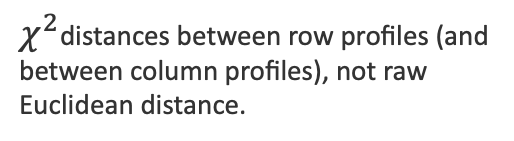 χ² distances between row profiles (and
between column profiles), not raw
Euclidean distance.